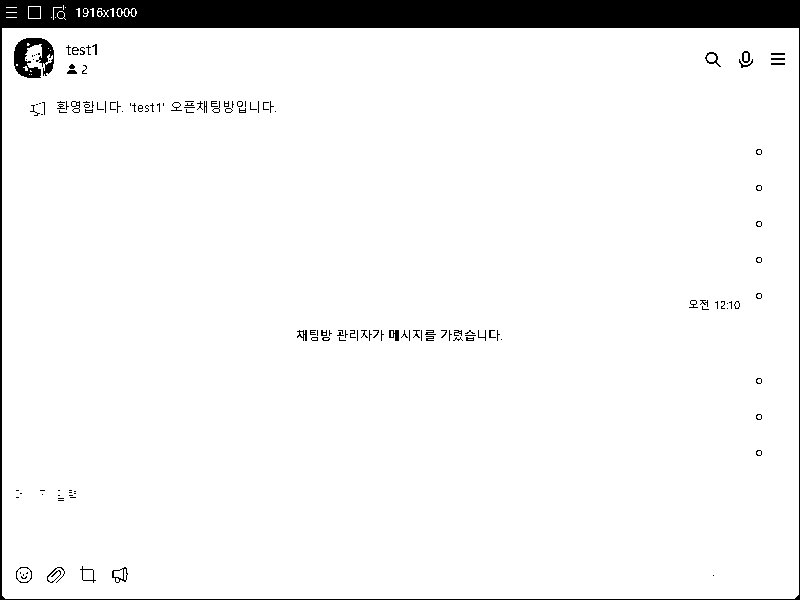 1916x1000
test1
2
환영합니다. 'test1' 오픈채팅방입니다.
ㅇ
ㅇ
ㅇ
ㅇ
ㅇ
오전 12:10
채팅방 관리자가 메시지를 가렸습니다.
ㅇ
ㅇ
ㅇ